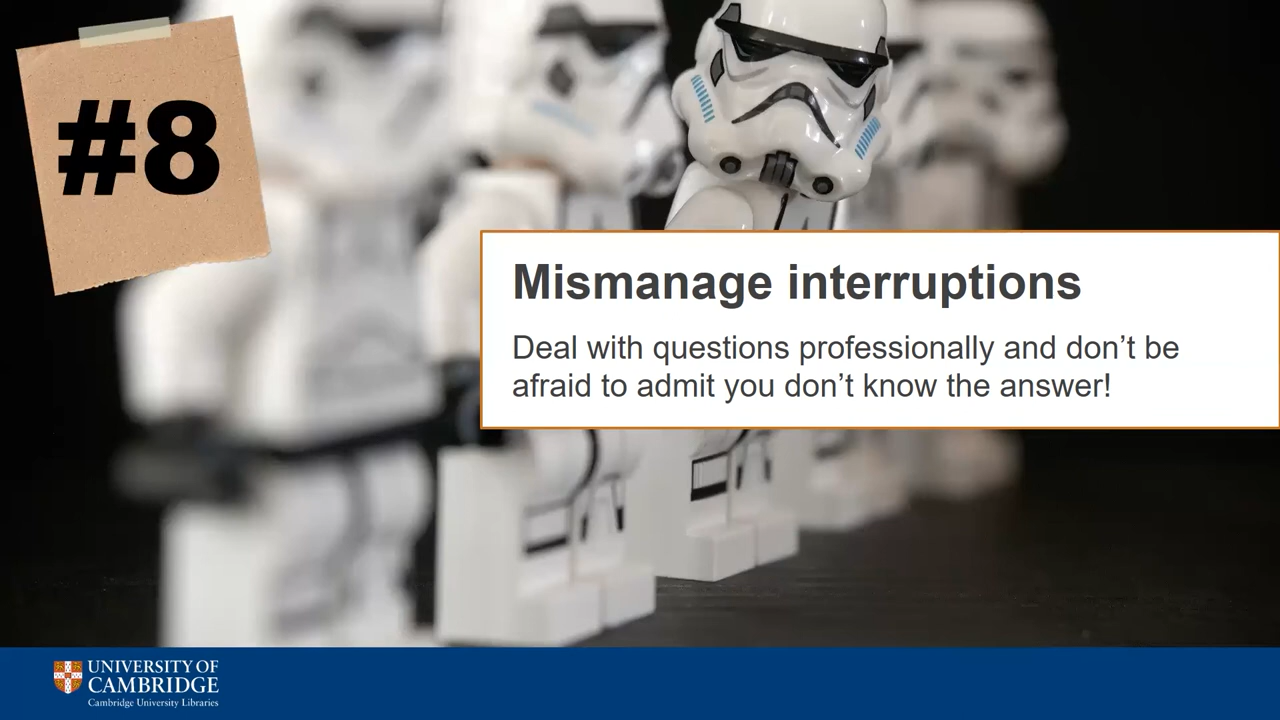 #8
Mismanage interruptions
Deal with questions professionally and don’t be
afraid to admit you don’t know the answer!
UNIVERSITY OF
CAMBRIDGE
Cambridge University Libraries